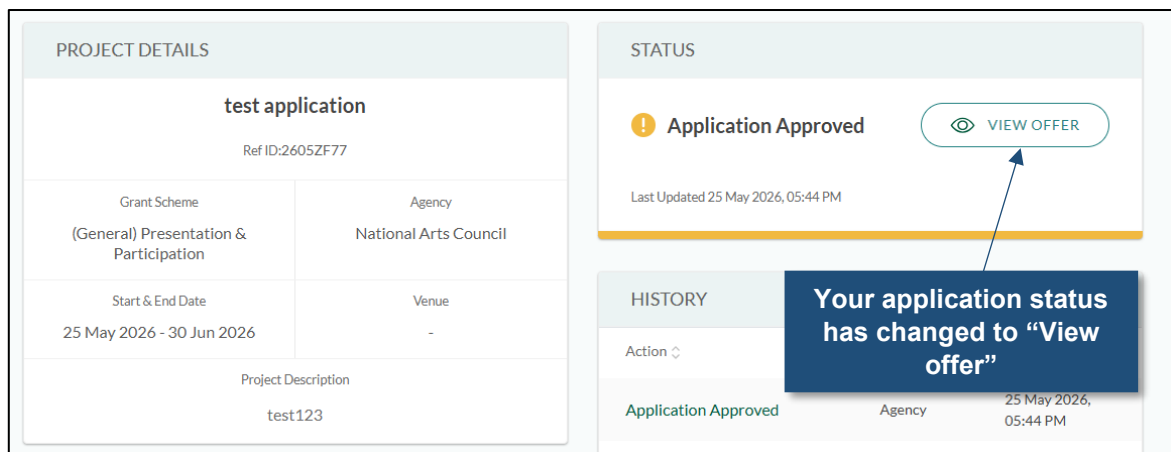 PROJECT DETAILS
test application
Ref ID:2605ZF77
Grant Scheme
(General) Presentation &
Participation
Agency
National Arts Council
Start & End Date
25 May 2026 - 30 Jun 2026
Venue
-
Project Description
test123
STATUS
Application Approved
VIEW OFFER
Last Updated 25 May 2026, 05:44 PM
HISTORY
Your application status
has changed to “View
offer”
Action
Application Approved
Agency
25 May 2026,
05:44 PM